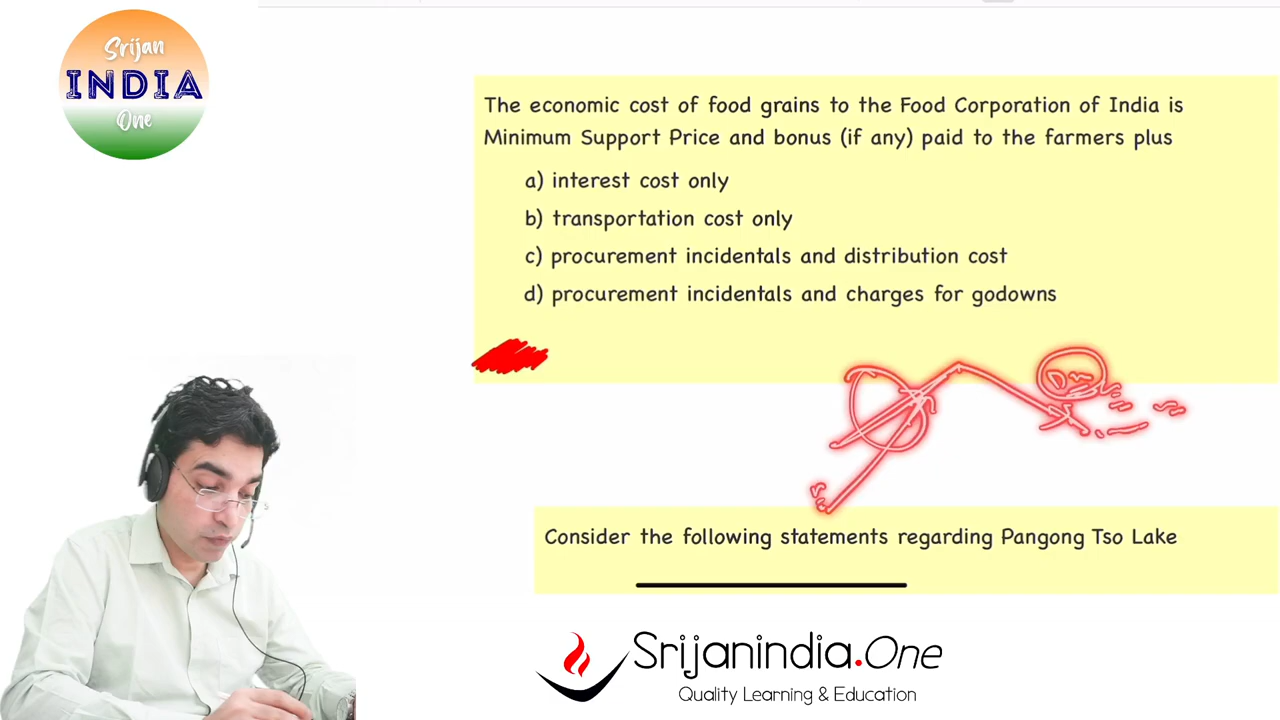 Srijan
INDIA
One
The economic cost of food grains to the Food Corporation of India is
Minimum Support Price and bonus (if any) paid to the farmers plus
a) interest cost only
b) transportation cost only
c) procurement incidentals and distribution cost
d) procurement incidentals and charges for godowns
Consider the following statements regarding Pangong Tso Lake
Srijanindia.One
Quality Learning & Education